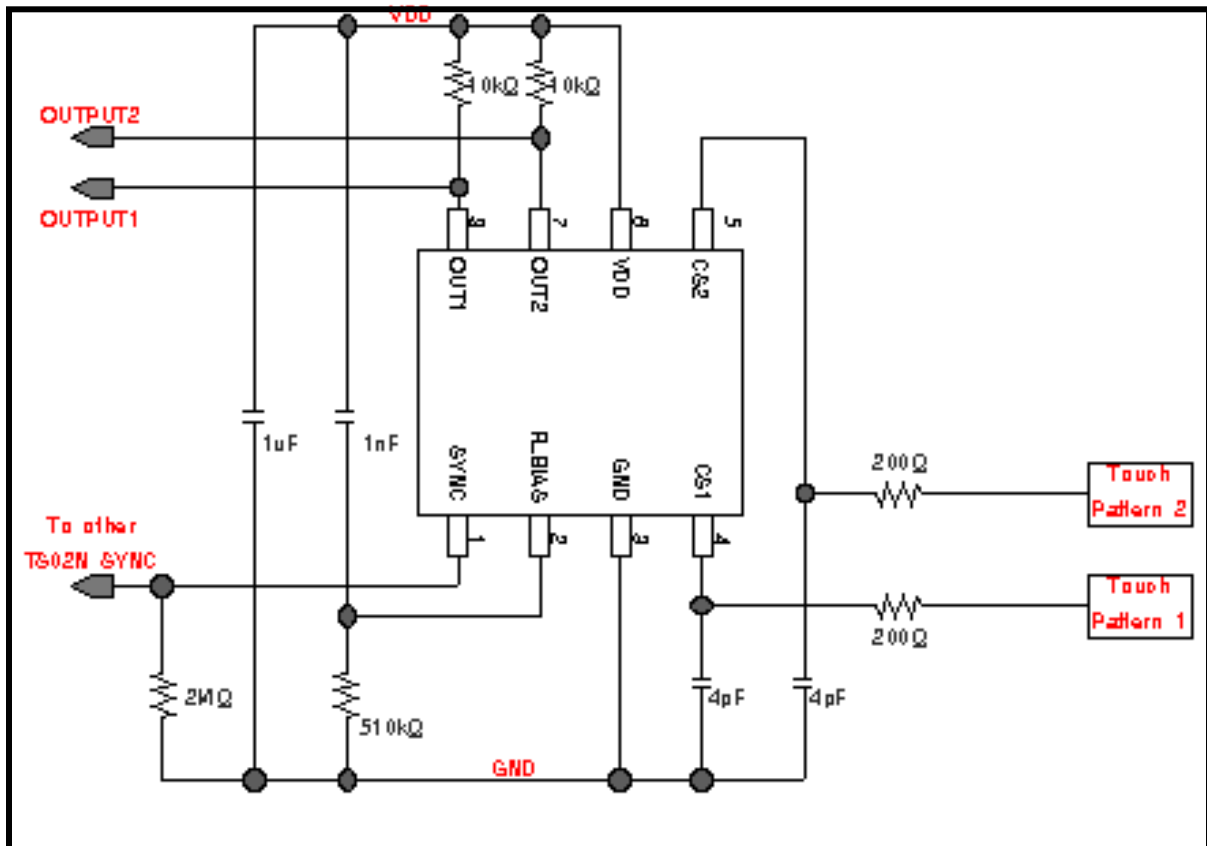 VDD
10kΩ
10kΩ
OUTPUT2
OUTPUT1
8
7
6
5
OUT1
OUT2
VDD
CS2
1uF
1nF
SYNC
R_BIAS
GND
CS1
200Ω
Touch
Pattern 2
To other
TS02N SYNC
1
2
3
4
Touch
Pattern 1
200Ω
2MΩ
510kΩ
4pF
4pF
GND